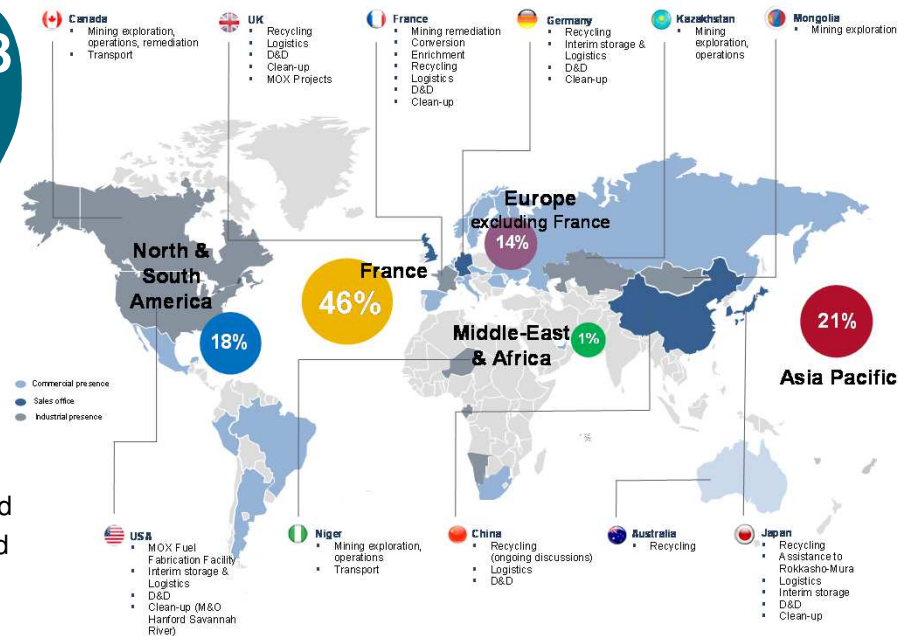 3
Canada
▪ Mining exploration,
operations, remediation
▪ Transport
UK
▪ Recycling
▪ Logistics
▪ D&D
▪ Clean-up
▪ MOX Projects
France
▪ Mining remediation
▪ Conversion
▪ Enrichment
▪ Recycling
▪ Logistics
▪ D&D
▪ Clean-up
Germany
▪ Recycling
▪ Interim storage &
Logistics
▪ D&D
▪ Clean-up
Kazakhstan
▪ Mining
exploration,
operations
Mongolia
▪ Mining exploration
North &
South
America
18%
46%
France
Europe
excluding France
14%
Middle-East
& Africa
1%
21%
Asia Pacific
Commercial presence
Sales office
Industrial presence
d
d
USA
▪ MOX Fuel
Fabrication Facility
▪ Interim storage &
Logistics
▪ D&D
▪ Clean-up (M&O
Hanford Savannah
River)
Niger
▪ Mining exploration,
operations
▪ Transport
China
▪ Recycling
(ongoing discussions)
▪ Logistics
▪ D&D
Australia
▪ Recycling
Japan
▪ Recycling
▪ Assistance to
Rokkasho-Mura
▪ Logistics
▪ Interim storage
▪ D&D
▪ Clean-up